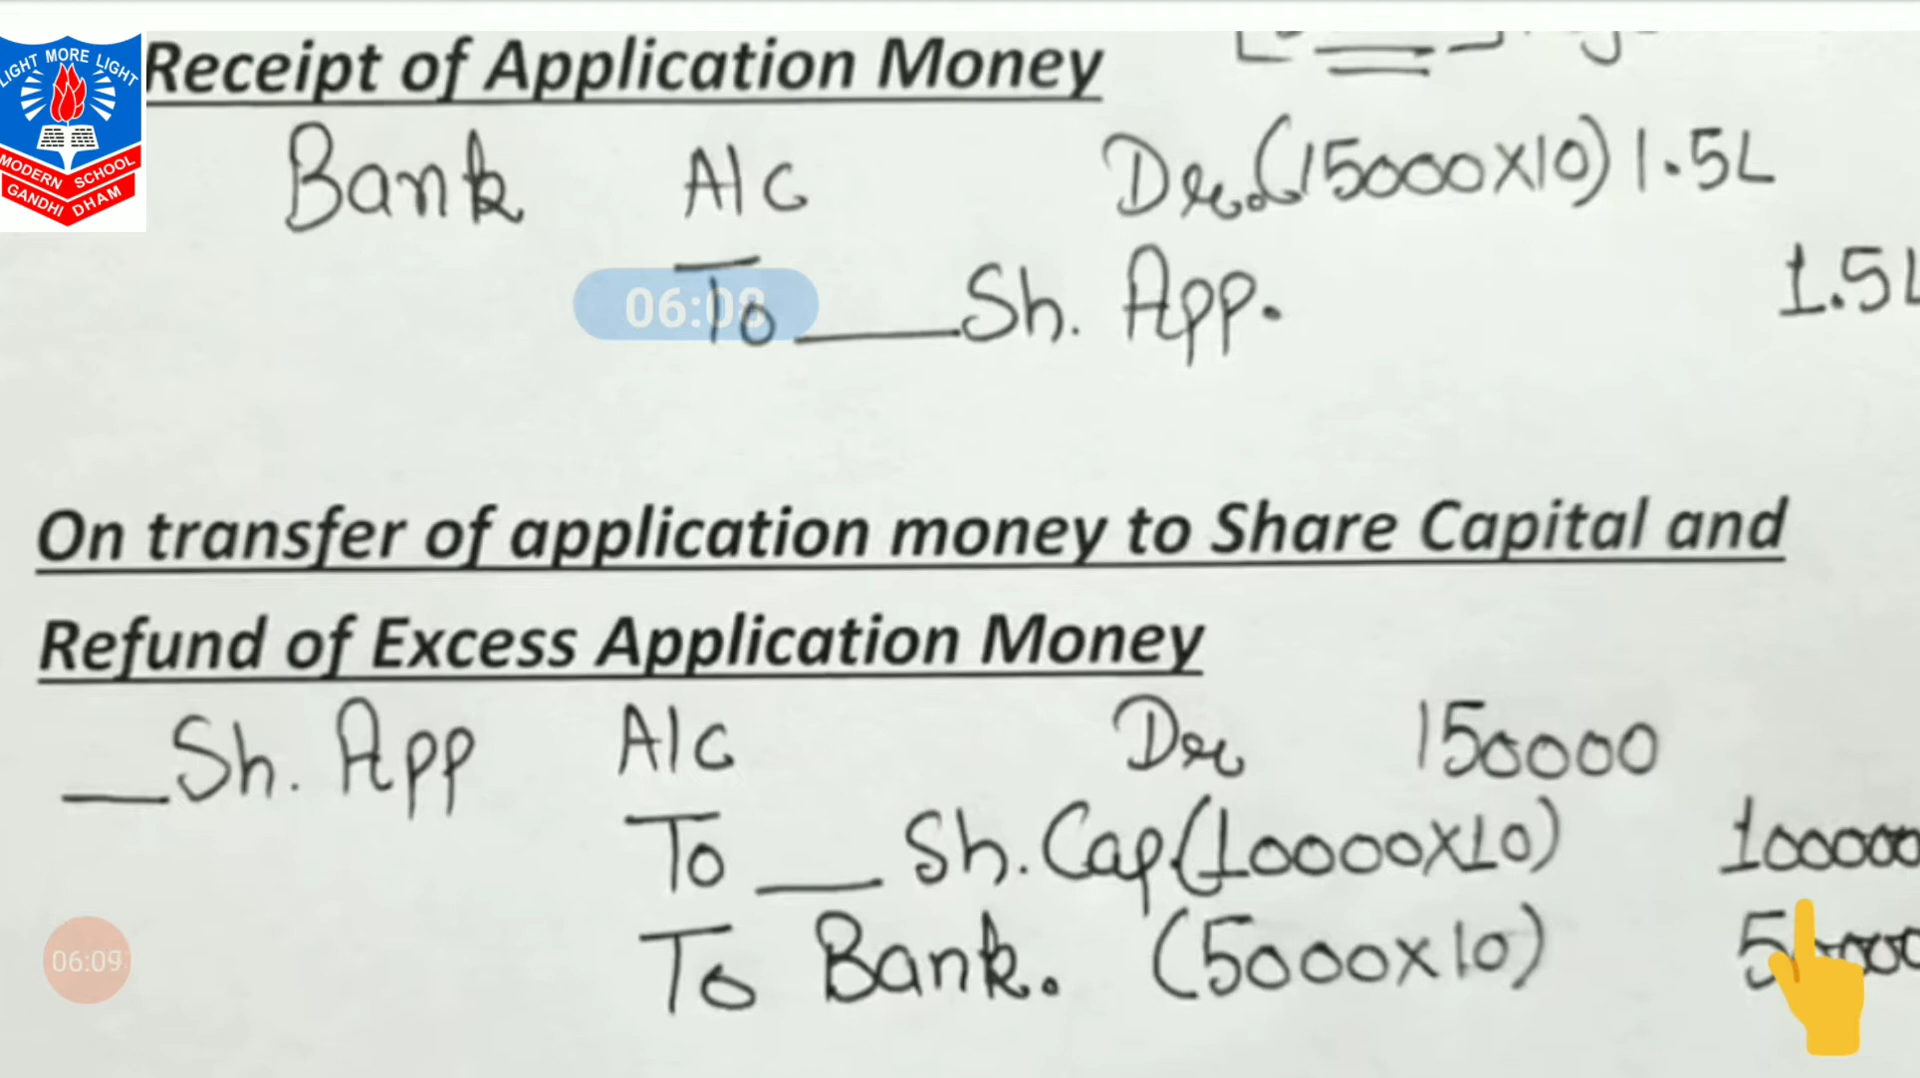 LIGHT MORE LIGHT
MODERN SCHOOL
GANDHI DHAM
Receipt of Application Money
Bank A/c Dr. (15000X10) 1.5L
06:08
To ___ Sh. App. 1.5L
On transfer of application money to Share Capital and
Refund of Excess Application Money
__ Sh. App A/c Dr 150000
To ___ Sh. Cap. (10000X10) 100000
To Bank. (5000X10)
06:09